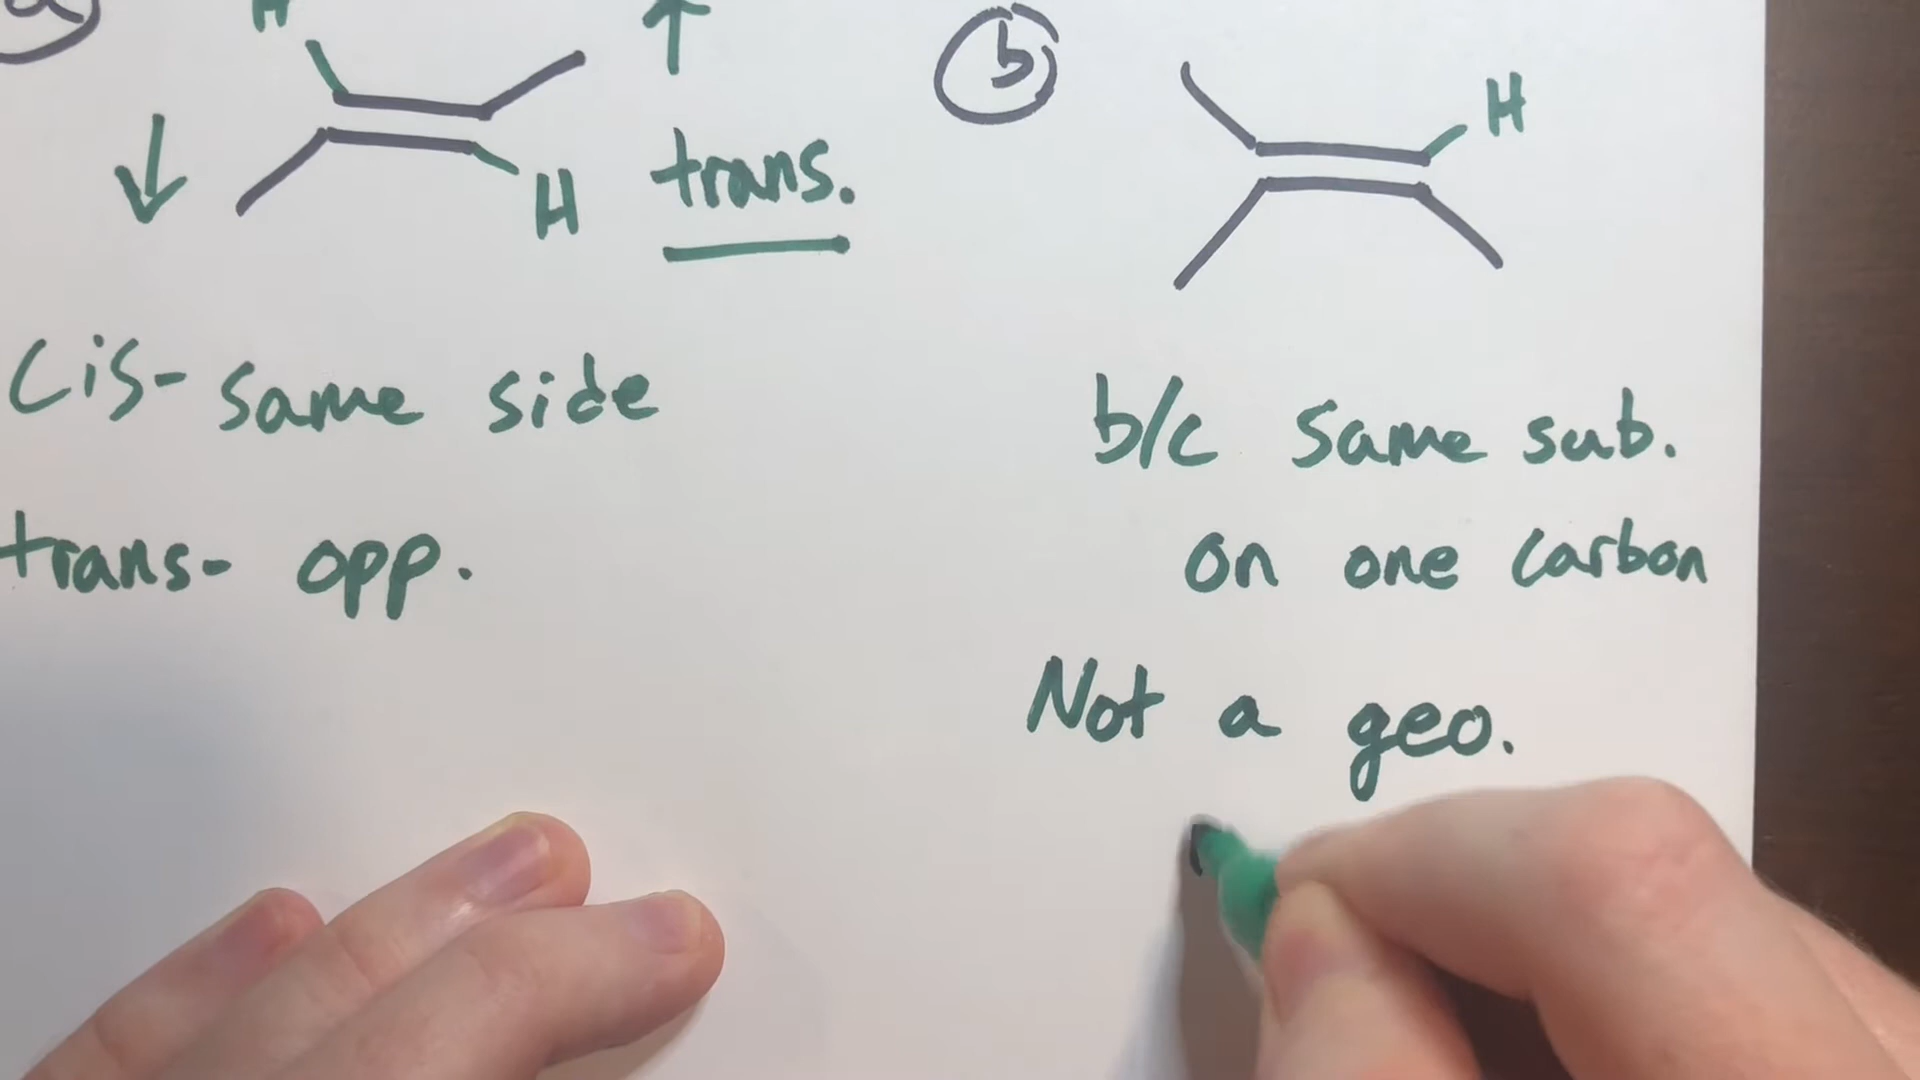 a
H
H
trans.
Cis- same side
trans- opp.
b
H
b/c same sub.
on one carbon
Not a geo.